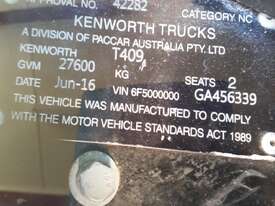 APPROVAL NO. 42282 CATEGORY NC
KENWORTH TRUCKS
A DIVISION OF PACCAR AUSTRALIA PTY. LTD
KENWORTH T409
GVM 27600 KG
DATE Jun-16 SEATS 2
VIN 6F5000000 GA456339
THIS VEHICLE WAS MANUFACTURED TO COMPLY
WITH THE MOTOR VEHICLE STANDARDS ACT 1989